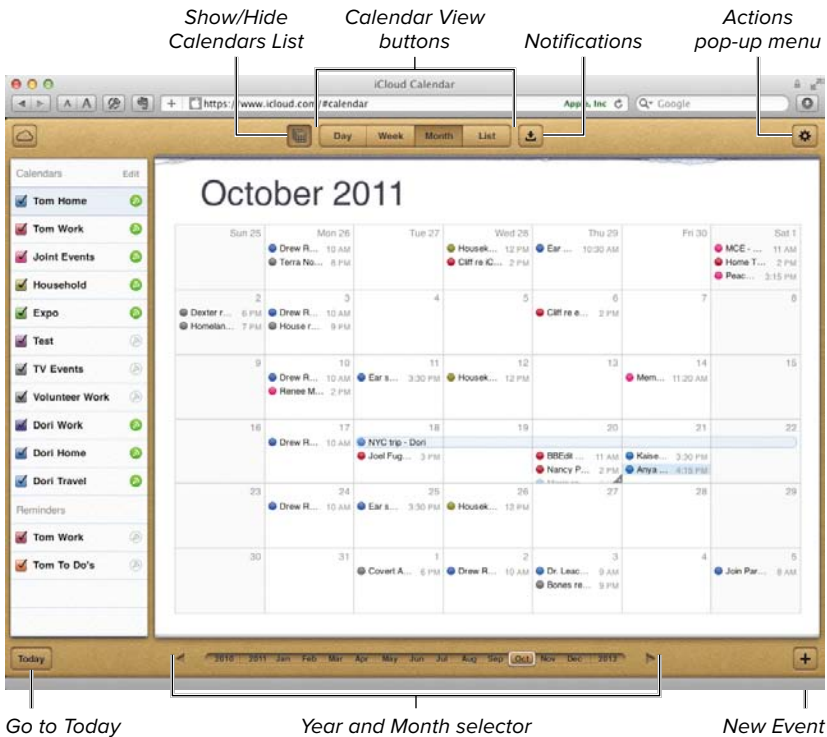 Show/Hide Calendars List
Calendar View buttons
Notifications
Actions pop-up menu
iCloud Calendar
A A + https://www.icloud.com/#calendar Apple, Inc Google
Day Week Month List
Calendars Edit
Tom Home
Tom Work
Joint Events
Household
Expo
Test
TV Events
Volunteer Work
Dori Work
Dori Home
Dori Travel
Reminders
Tom Work
Tom To Do's
October 2011
Sun 25 Mon 26 Tue 27 Wed 28 Thu 29 Fri 30 Sat 1
Drew R... 10 AM Housek... 12 PM Ear ... 10:30 AM MCE - ... 11 AM
Terra No... 8 PM Cliff re iC... 2 PM Home T... 2 PM
Peac... 3:15 PM
2 3 4 5 6 7 8
Dexter r... 6 PM Drew R... 10 AM Cliff re e... 2 PM
Homelan... 7 PM House r... 9 PM
9 10 11 12 13 14 15
Drew R... 10 AM Ear s... 3:30 PM Housek... 12 PM Mem... 11:20 AM
Renee M... 2 PM
16 17 18 19 20 21 22
Drew R... 10 AM NYC trip - Dori
Joel Fug... 3 PM BBEdit ... 11 AM Kaise... 3:30 PM
Nancy P... 2 PM Anya ... 4:15 PM
23 24 25 26 27 28 29
Drew R... 10 AM Ear s... 3:30 PM Housek... 12 PM
30 31 1 2 3 4 5
Covert A... 6 PM Drew R... 10 AM Dr. Leac... 9 AM Join Par... 8 AM
Bones re... 9 PM
Today 2010 2011 Jan Feb Mar Apr May Jun Jul Aug Sep Oct Nov Dec 2012 +
Go to Today
Year and Month selector
New Event